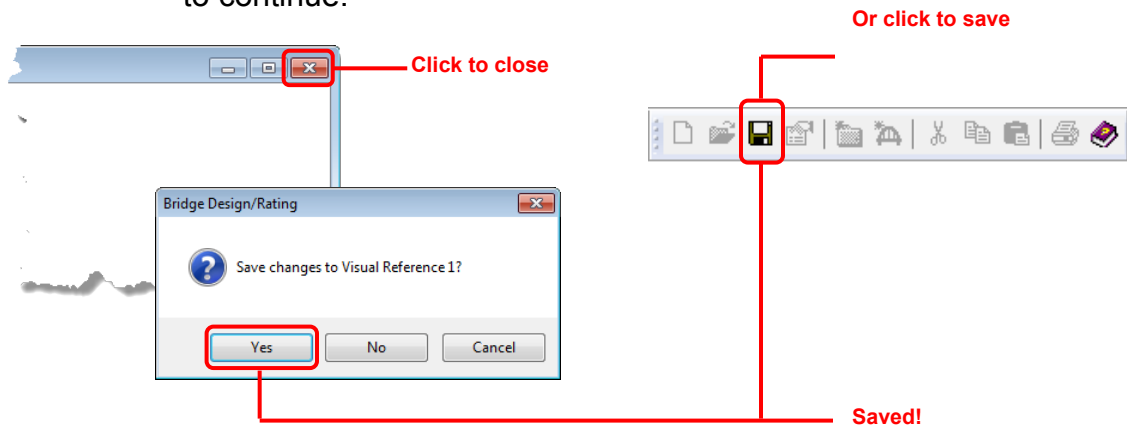 to continue.
Or click to save
Click to close
Bridge Design/Rating
Save changes to Visual Reference 1?
Yes
No
Cancel
Saved!